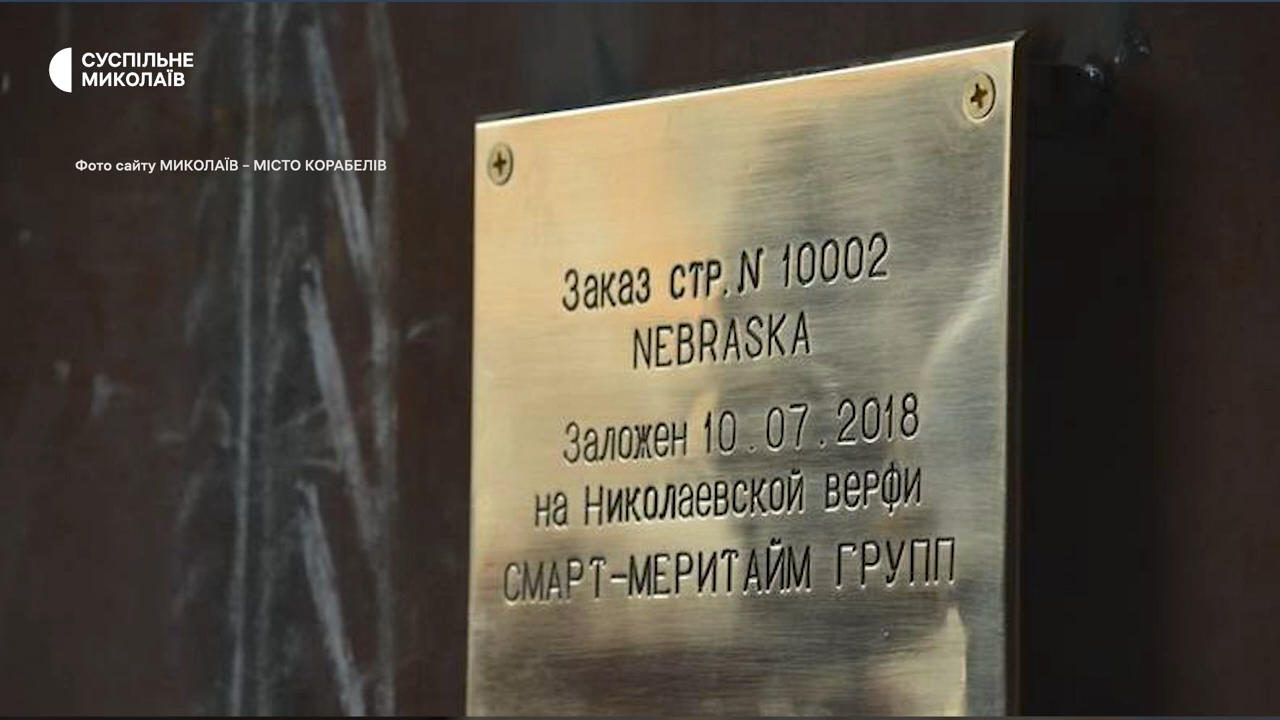 СУСПІЛЬНЕ
МИКОЛАЇВ
Фото сайту МИКОЛАЇВ – МІСТО КОРАБЕЛІВ
Заказ СТР. N 10002
NEBRASKA
Заложен 10.07.2018
на Николаевской верфи
СМАРТ-МЕРИТАЙМ ГРУПП